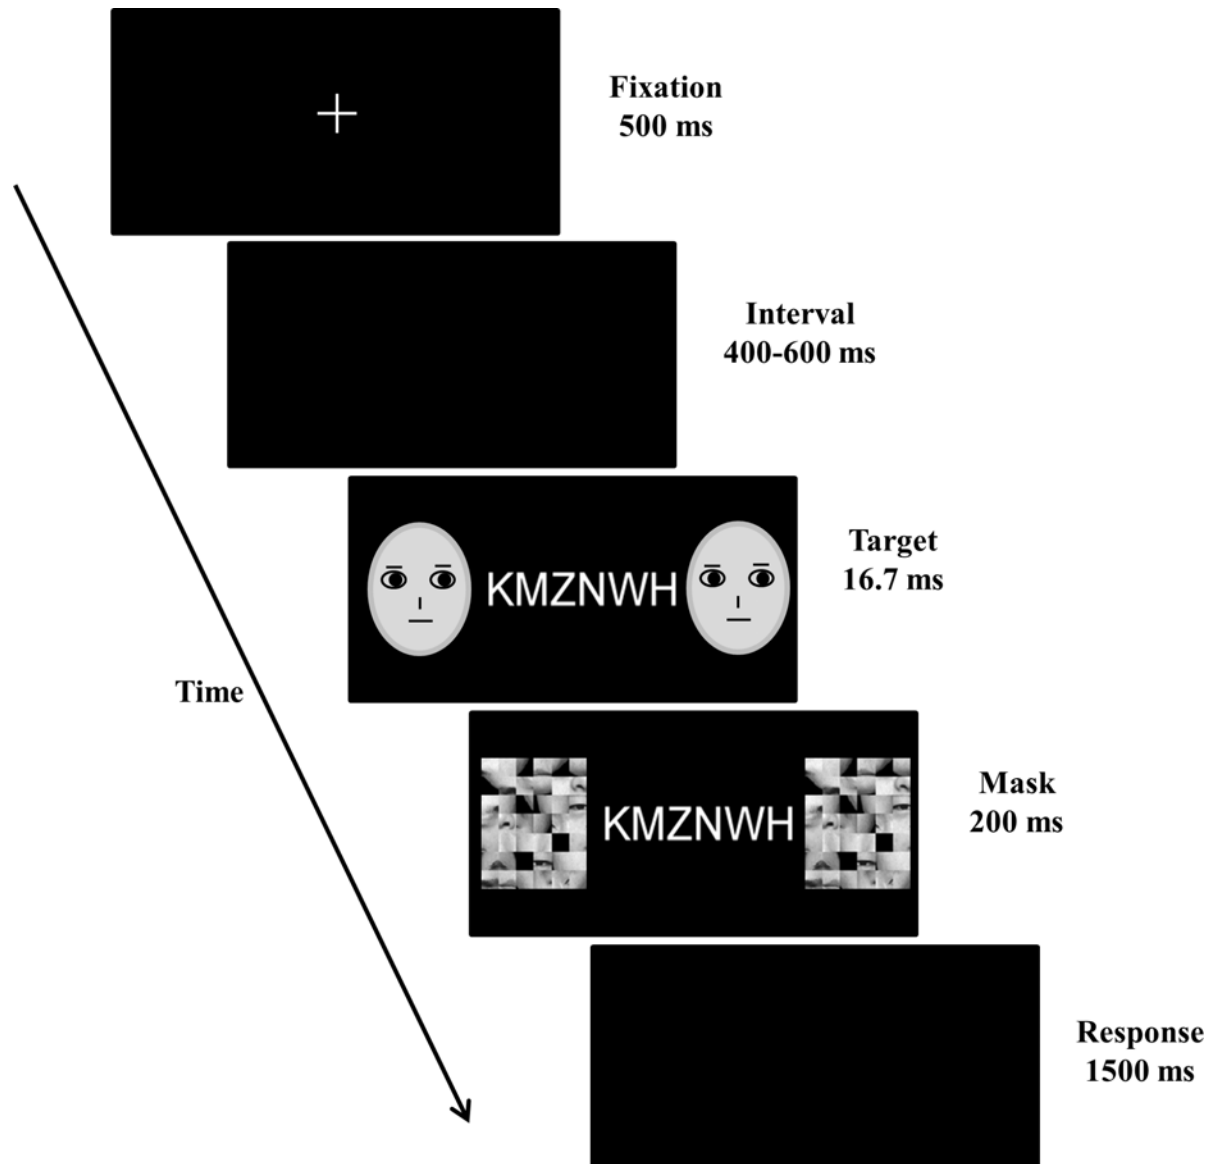 Fixation
500 ms
Interval
400-600 ms
Target
16.7 ms
KMZNWH
Time
Mask
200 ms
KMZNWH
Response
1500 ms